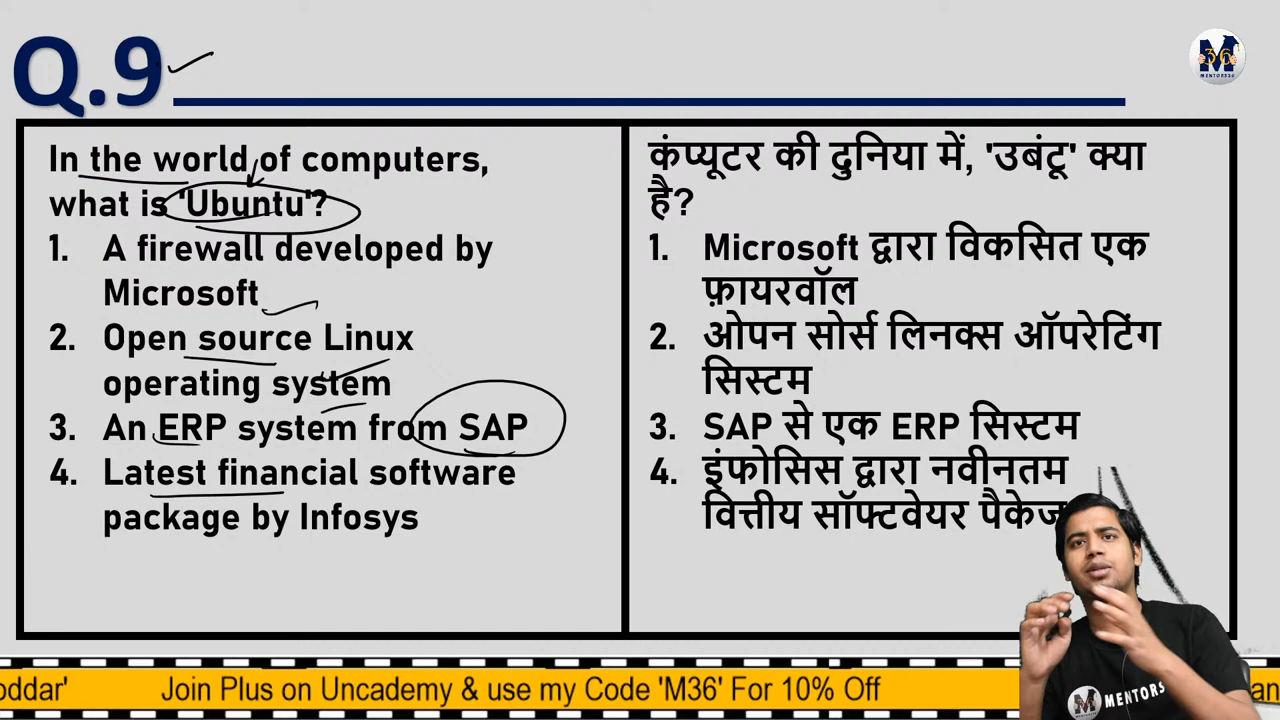 Q.9
M
36
MENTORS36
In the world of computers,
what is 'Ubuntu'?
1. A firewall developed by
Microsoft
2. Open source Linux
operating system
3. An ERP system from SAP
4. Latest financial software
package by Infosys
कंप्यूटर की दुनिया में, 'उबंटू' क्या
है?
1. Microsoft द्वारा विकसित एक
फ़ायरवॉल
2. ओपन सोर्स लिनक्स ऑपरेटिंग
सिस्टम
3. SAP से एक ERP सिस्टम
4. इंफोसिस द्वारा नवीनतम
वित्तीय सॉफ्टवेयर पैकेज
oddar' Join Plus on Uncademy & use my Code 'M36' For 10% Off an
M MENTORS